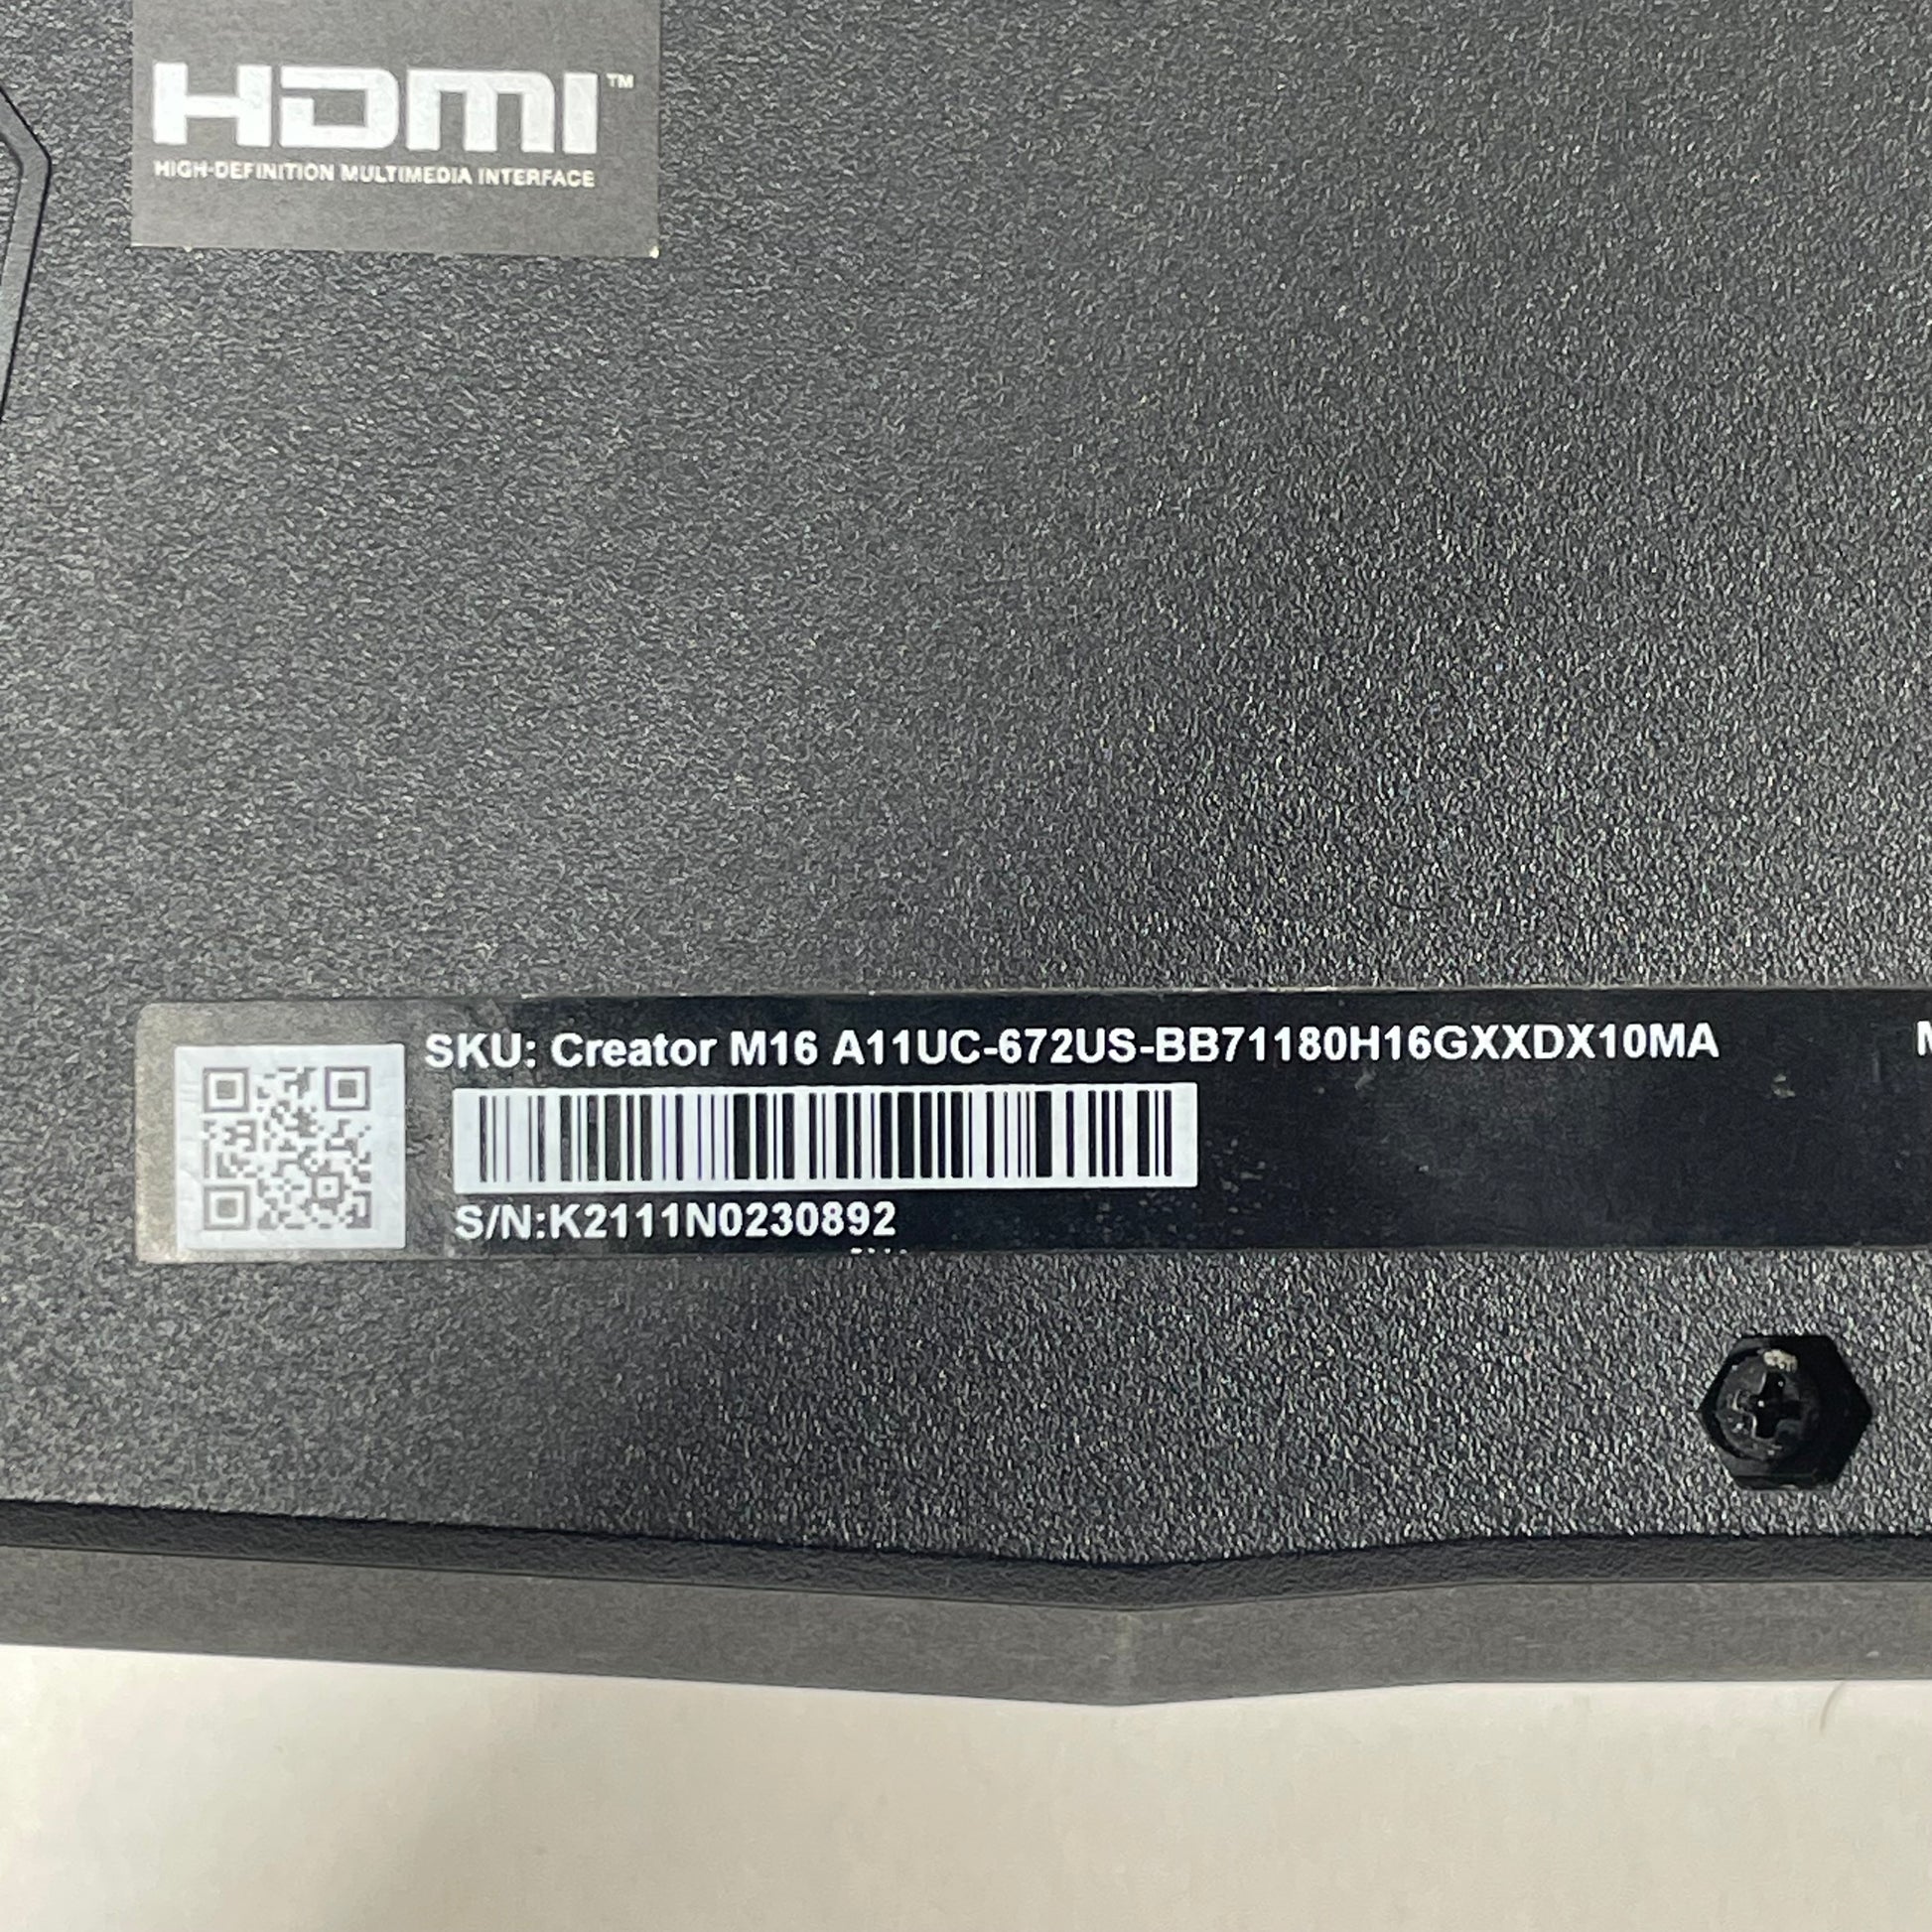 HDMI™
HIGH-DEFINITION MULTIMEDIA INTERFACE
SKU: Creator M16 A11UC-672US-BB71180H16GXXDX10MA
S/N:K2111N0230892